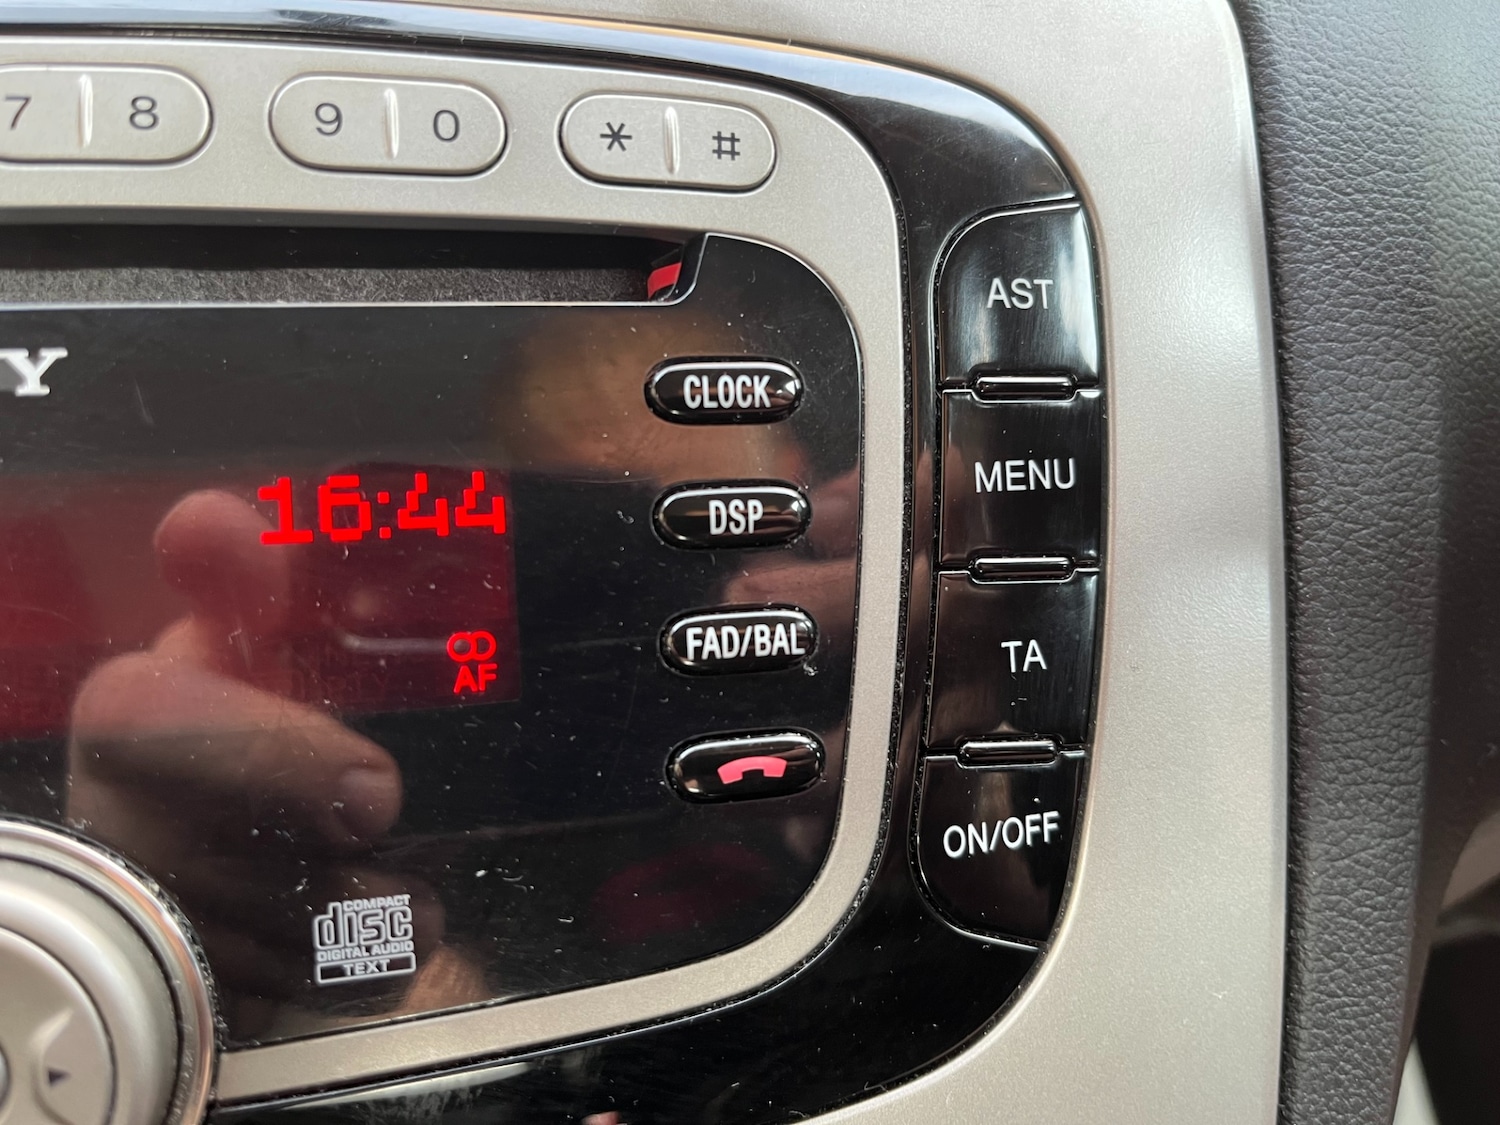 7 8 9 0 * #
AST
Y
CLOCK
MENU
16:44
DSP
FAD/BAL
TA
AF
ON/OFF
COMPACT
disc
DIGITAL AUDIO
TEXT